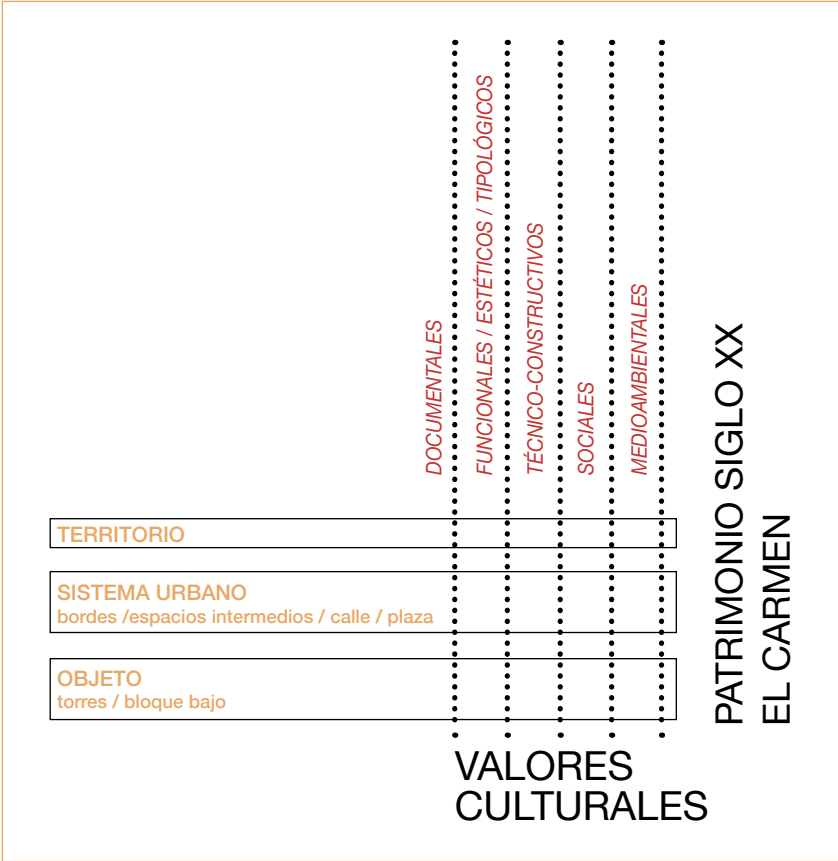 DOCUMENTALES
FUNCIONALES / ESTÉTICOS / TIPOLÓGICOS
TÉCNICO-CONSTRUCTIVOS
SOCIALES
MEDIOAMBIENTALES
PATRIMONIO SIGLO XX
EL CARMEN
TERRITORIO
SISTEMA URBANO
bordes /espacios intermedios / calle / plaza
OBJETO
torres / bloque bajo
VALORES
CULTURALES